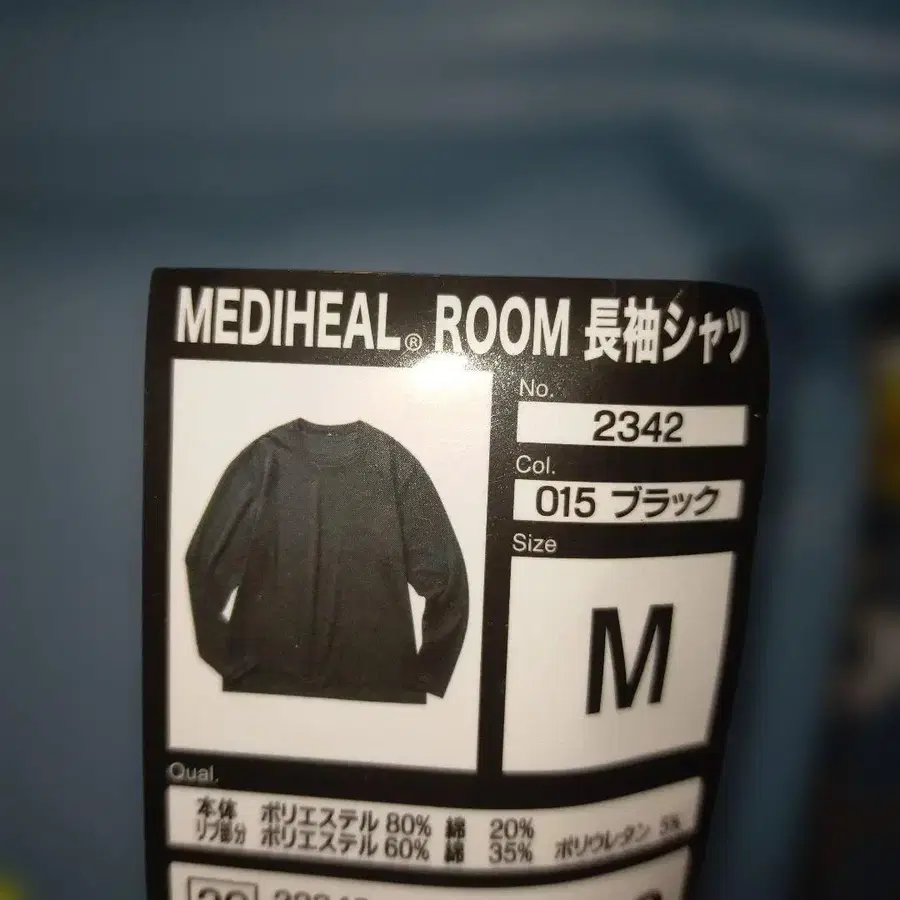 MEDIHEAL® ROOM 長袖シャツ
No.
2342
Col.
015 ブラック
Size
M
Qual.
本体 ポリエステル 80% 綿 20%
リブ部分 ポリエステル 60% 綿 35% ポリウレタン 5%